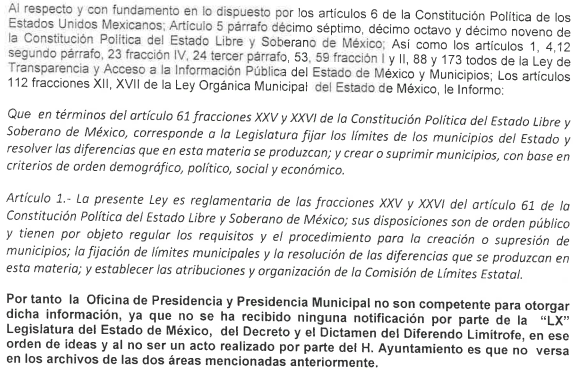 Al respecto y con fundamento en lo dispuesto por los artículos 6 de la Constitución Política de los
Estados Unidos Mexicanos; Artículo 5 párrafo décimo séptimo, décimo octavo y décimo noveno de
la Constitución Política del Estado Libre y Soberano de México; Así como los artículos 1, 4,12
segundo párrafo, 23 fracción IV, 24 tercer párrafo, 53, 59 fracción I y II, 88 y 173 todos de la Ley de
Transparencia y Acceso a la Información Pública del Estado de México y Municipios; Los artículos
112 fracciones XII, XVII de la Ley Orgánica Municipal del Estado de México, le Informo:
Que en términos del artículo 61 fracciones XXV y XXVI de la Constitución Política del Estado Libre y
Soberano de México, corresponde a la Legislatura fijar los límites de los municipios del Estado y
resolver las diferencias que en esta materia se produzcan; y crear o suprimir municipios, con base en
criterios de orden demográfico, político, social y económico.
Artículo 1.- La presente Ley es reglamentaria de las fracciones XXV y XXVI del artículo 61 de la
Constitución Política del Estado Libre y Soberano de México; sus disposiciones son de orden público
y tienen por objeto regular los requisitos y el procedimiento para la creación o supresión de
municipios; la fijación de límites municipales y la resolución de las diferencias que se produzcan en
esta materia; y establecer las atribuciones y organización de la Comisión de Límites Estatal.
Por tanto la Oficina de Presidencia y Presidencia Municipal no son competente para otorgar
dicha información, ya que no se ha recibido ninguna notificación por parte de la “LX”
Legislatura del Estado de México, del Decreto y el Dictamen del Diferendo Limítrofe, en ese
orden de ideas y al no ser un acto realizado por parte del H. Ayuntamiento es que no versa
en los archivos de las dos áreas mencionadas anteriormente.